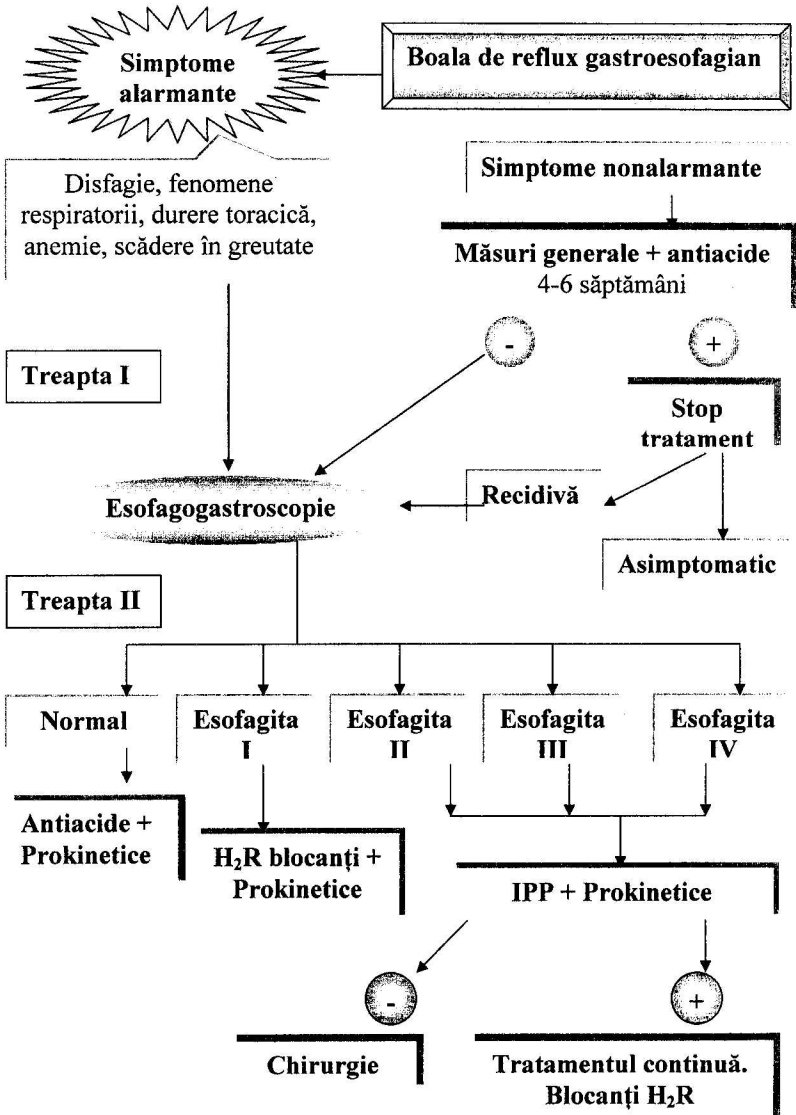 Simptome
alarmante
Boala de reflux gastroesofagian
Disfagie, fenomene
respiratorii, durere toracică,
anemie, scădere în greutate
Simptome nonalarmante
Măsuri generale + antiacide
4-6 săptămâni
-
+
Treapta I
Stop
tratament
Esofagogastroscopie
Recidivă
Asimptomatic
Treapta II
Normal
Esofagita
I
Esofagita
II
Esofagita
III
Esofagita
IV
Antiacide +
Prokinetice
H₂R blocanți +
Prokinetice
IPP + Prokinetice
-
+
Chirurgie
Tratamentul continuă.
Blocanți H₂R